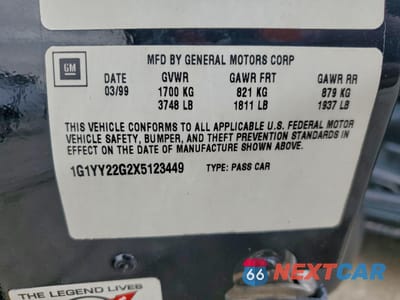 GM
MFD BY GENERAL MOTORS CORP
DATE GVWR GAWR FRT GAWR RR
03/99 1700 KG 821 KG 879 KG
3748 LB 1811 LB 1937 LB
THIS VEHICLE CONFORMS TO ALL APPLICABLE U.S. FEDERAL MOTOR
VEHICLE SAFETY, BUMPER, AND THEFT PREVENTION STANDARDS IN
EFFECT ON THE DATE OF MANUFACTURE SHOWN ABOVE.
1G1YY22G2X5123449 TYPE: PASS CAR
THE LEGEND LIVES
66 NEXTCAR